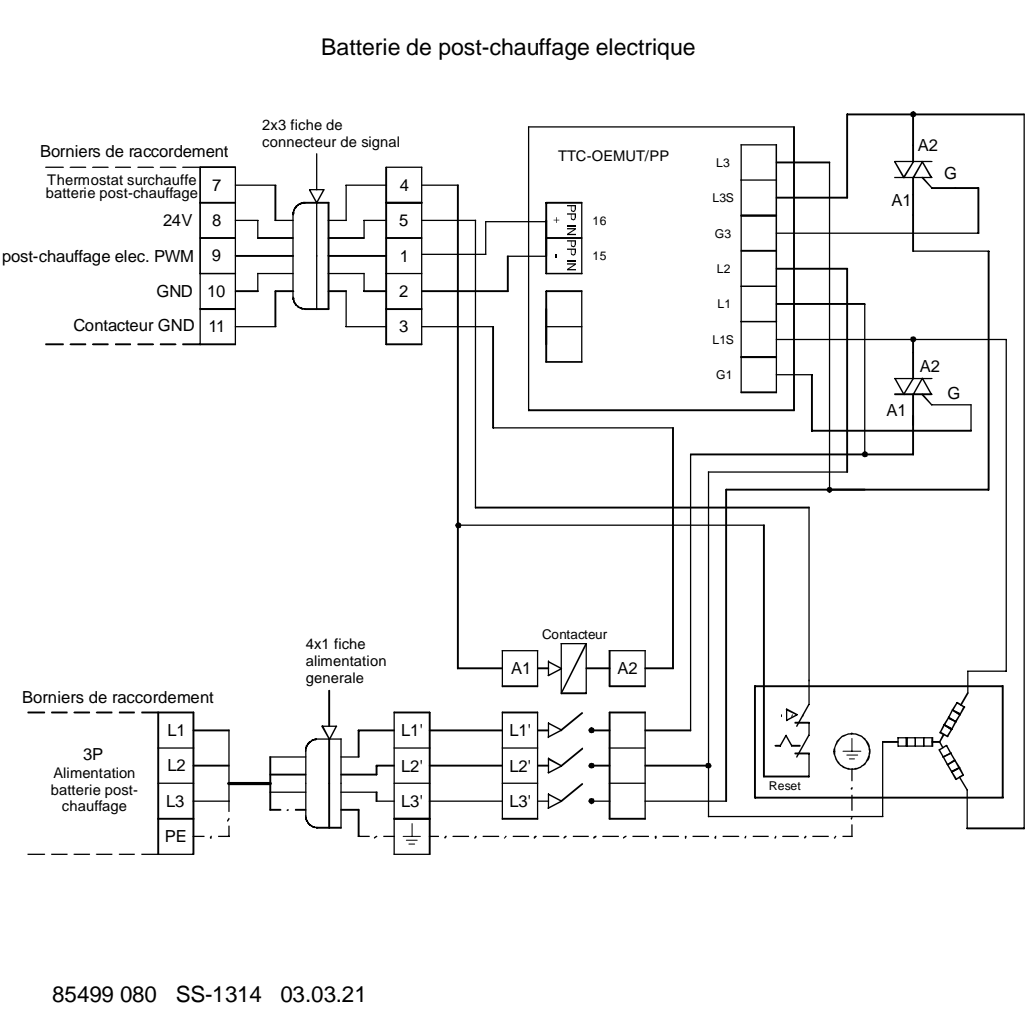 Batterie de post-chauffage electrique
2x3 fiche de
connecteur de signal
Borniers de raccordement
Thermostat surchauffe
batterie post-chauffage
7
4
24V
8
5
post-chauffage elec. PWM
9
1
GND
10
2
Contacteur GND
11
3
TTC-OEMUT/PP
+
PP IN
16
-
PP IN
15
L3
L3S
G3
L2
L1
L1S
G1
A2
G
A1
A2
G
A1
Contacteur
A1
A2
4x1 fiche
alimentation
generale
Borniers de raccordement
3P
Alimentation
batterie post-
chauffage
L1
L2
L3
PE
L1'
L2'
L3'
L1'
L2'
L3'
Reset
85499 080 SS-1314 03.03.21